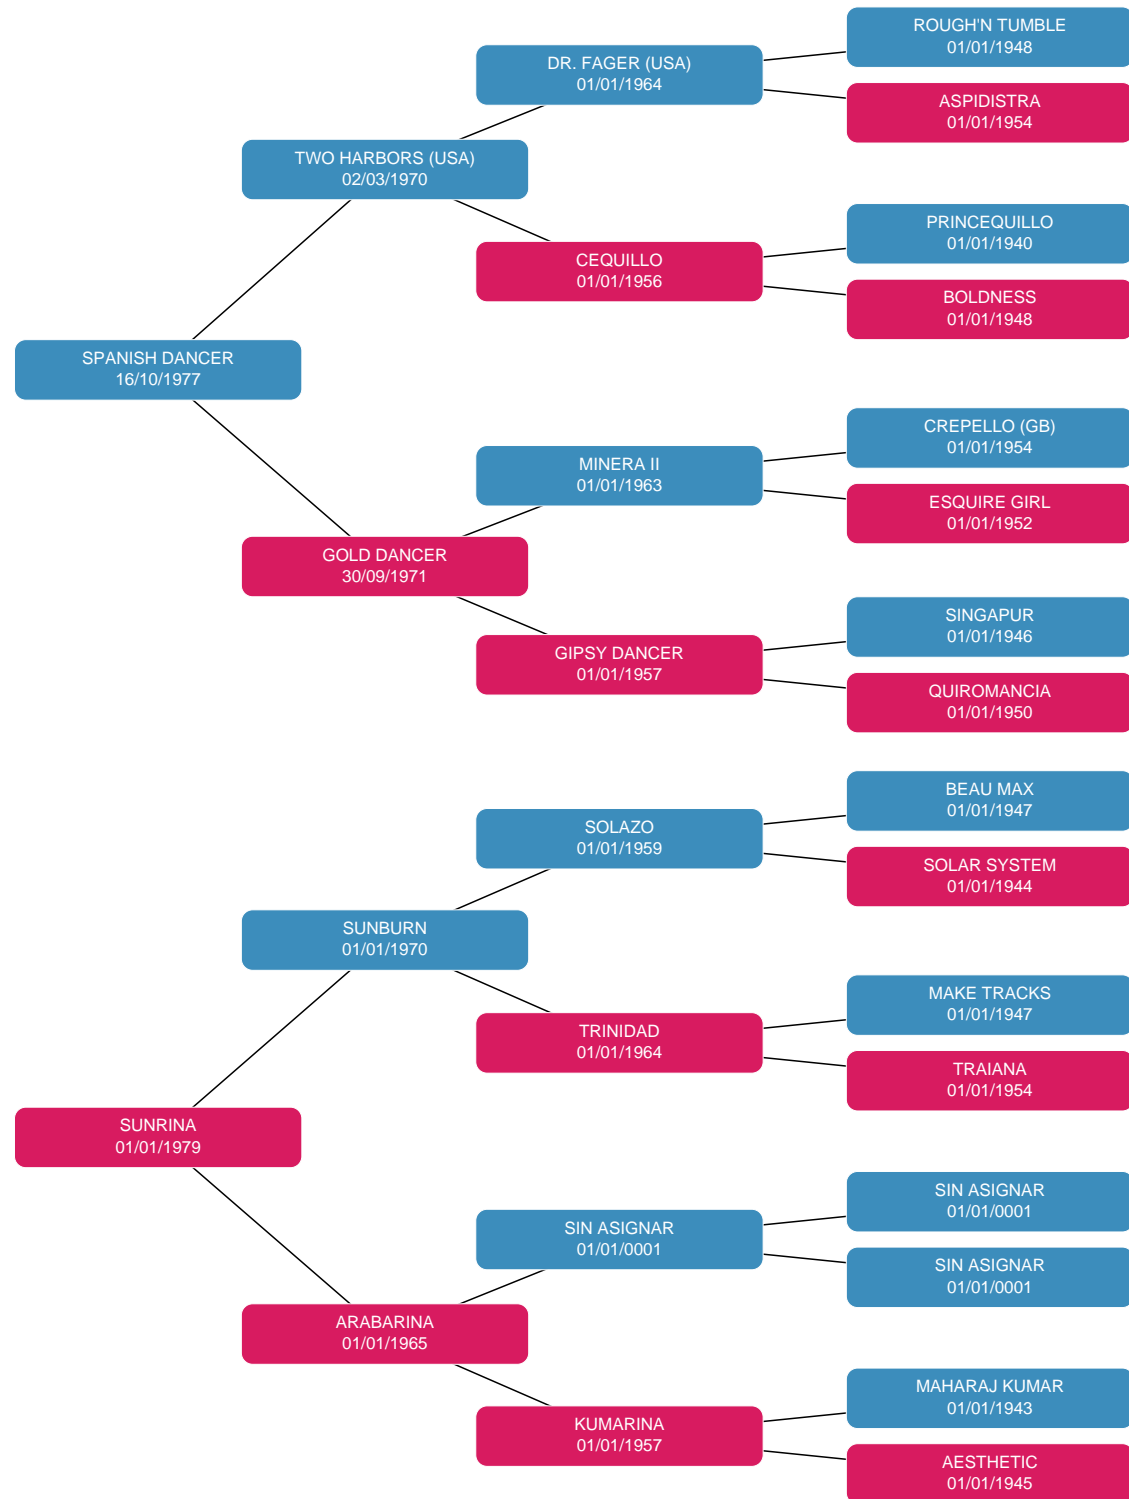 ROUGH'N TUMBLE
01/01/1948
DR. FAGER (USA)
01/01/1964
ASPIDISTRA
01/01/1954
TWO HARBORS (USA)
02/03/1970
PRINCEQUILLO
01/01/1940
CEQUILLO
01/01/1956
BOLDNESS
01/01/1948
SPANISH DANCER
16/10/1977
CREPELLO (GB)
01/01/1954
MINERA II
01/01/1963
ESQUIRE GIRL
01/01/1952
GOLD DANCER
30/09/1971
SINGAPUR
01/01/1946
GIPSY DANCER
01/01/1957
QUIROMANCIA
01/01/1950
BEAU MAX
01/01/1947
SOLAZO
01/01/1959
SOLAR SYSTEM
01/01/1944
SUNBURN
01/01/1970
MAKE TRACKS
01/01/1947
TRINIDAD
01/01/1964
TRAIANA
01/01/1954
SUNRINA
01/01/1979
SIN ASIGNAR
01/01/0001
SIN ASIGNAR
01/01/0001
SIN ASIGNAR
01/01/0001
ARABARINA
01/01/1965
MAHARAJ KUMAR
01/01/1943
KUMARINA
01/01/1957
AESTHETIC
01/01/1945